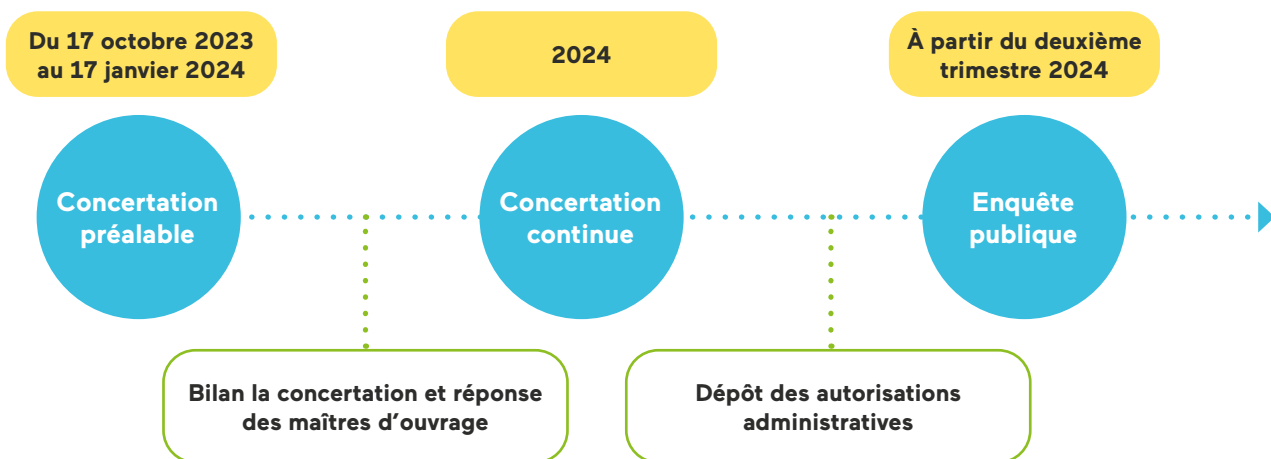 Du 17 octobre 2023
au 17 janvier 2024
2024
À partir du deuxième
trimestre 2024
Concertation
préalable
Concertation
continue
Enquête
publique
Bilan la concertation et réponse
des maîtres d’ouvrage
Dépôt des autorisations
administratives